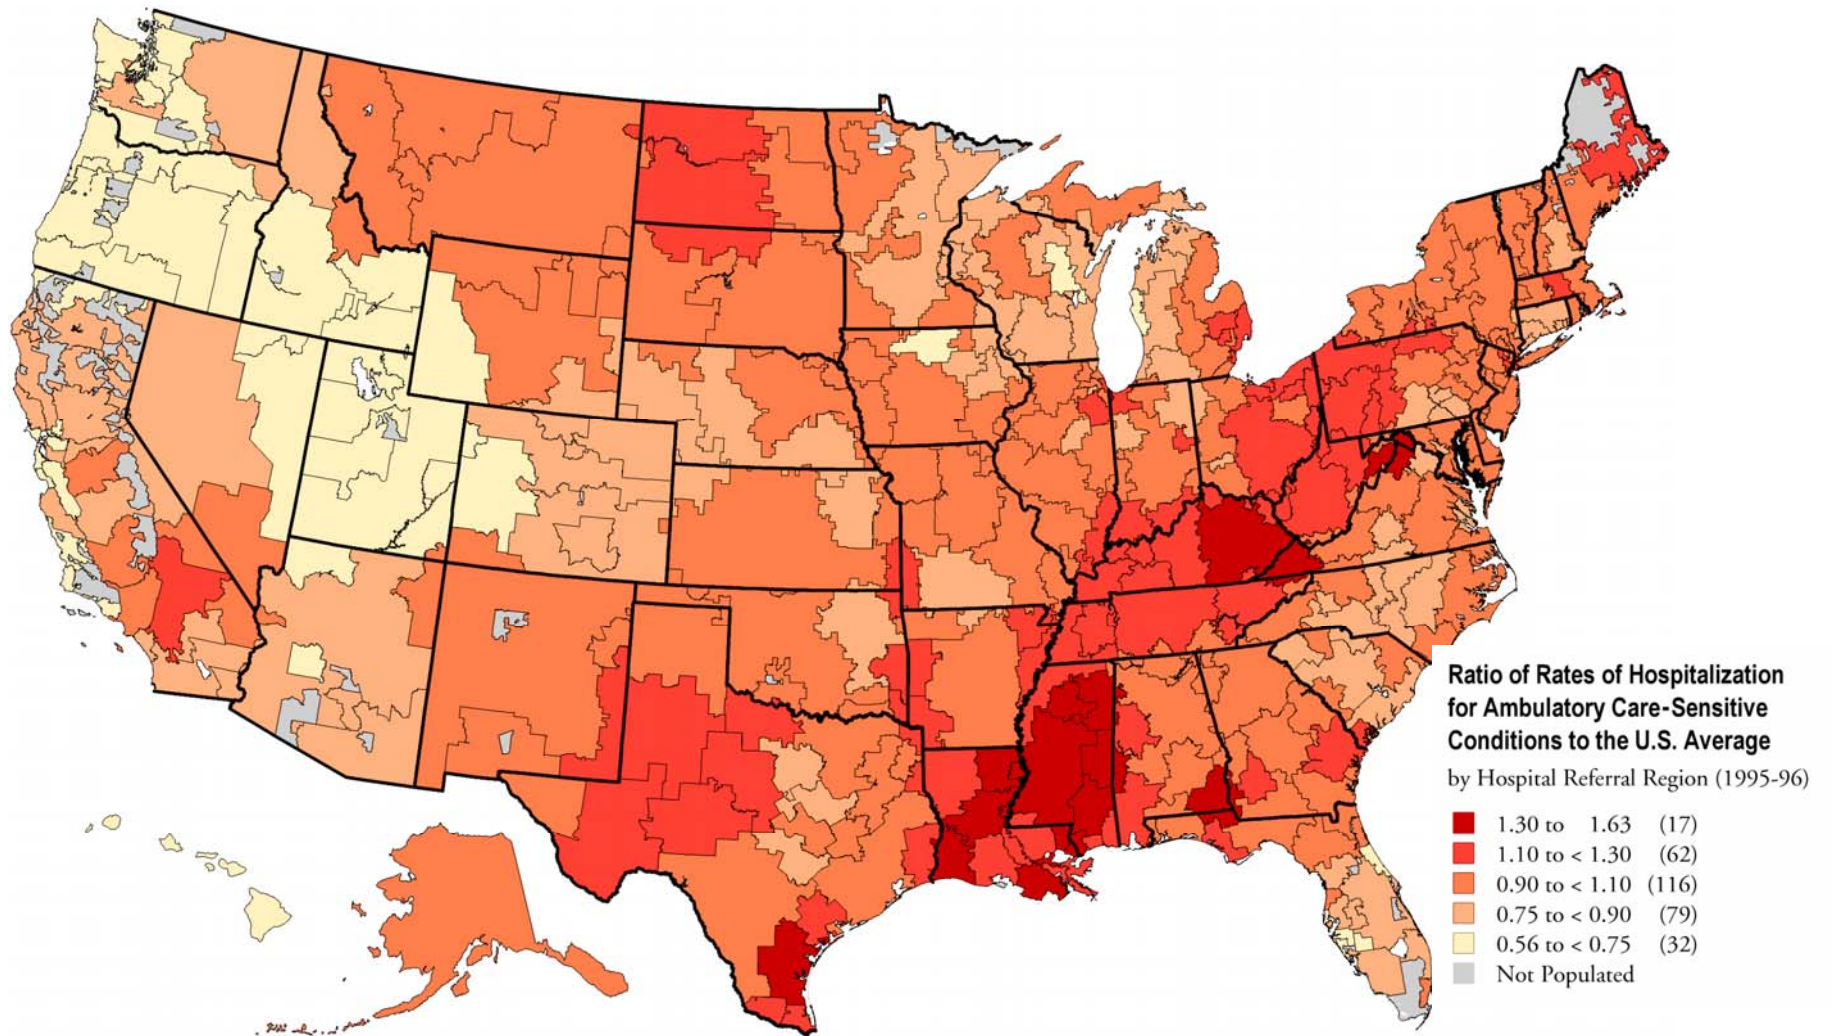 Ratio of Rates of Hospitalization
for Ambulatory Care-Sensitive
Conditions to the U.S. Average
by Hospital Referral Region (1995-96)
1.30 to 1.63 (17)
1.10 to < 1.30 (62)
0.90 to < 1.10 (116)
0.75 to < 0.90 (79)
0.56 to < 0.75 (32)
Not Populated